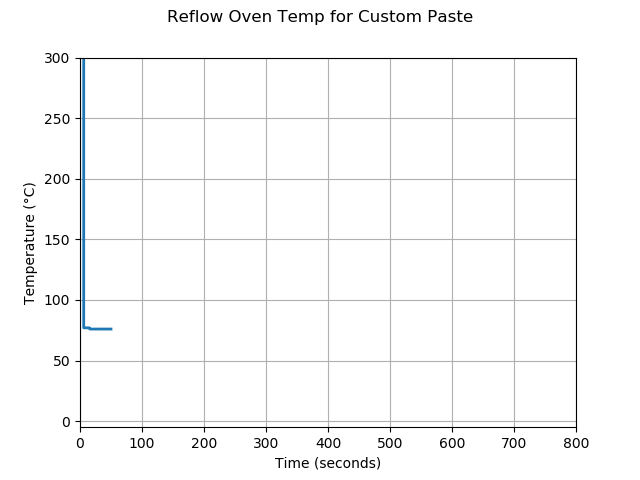 Reflow Oven Temp for Custom Paste
300
250
200
150
100
50
0
Temperature (°C)
0 100 200 300 400 500 600 700 800
Time (seconds)